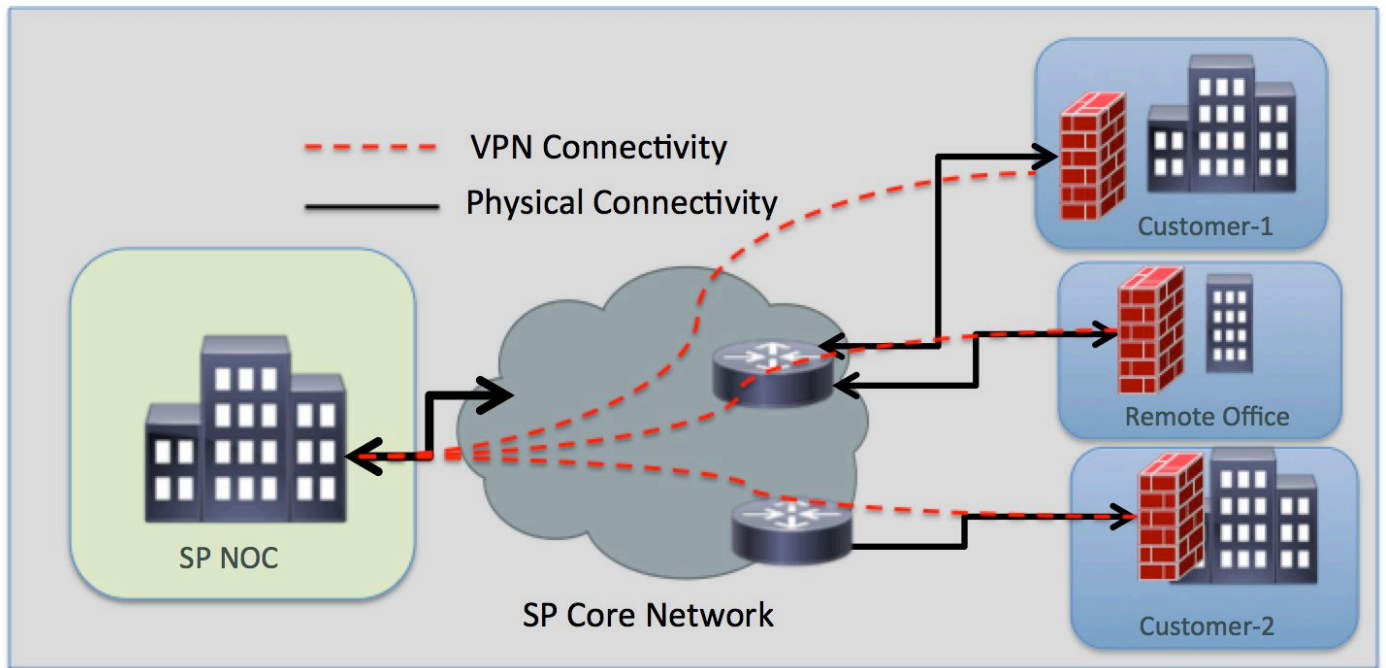 VPN Connectivity
Physical Connectivity
Customer-1
Remote Office
SP NOC
SP Core Network
Customer-2